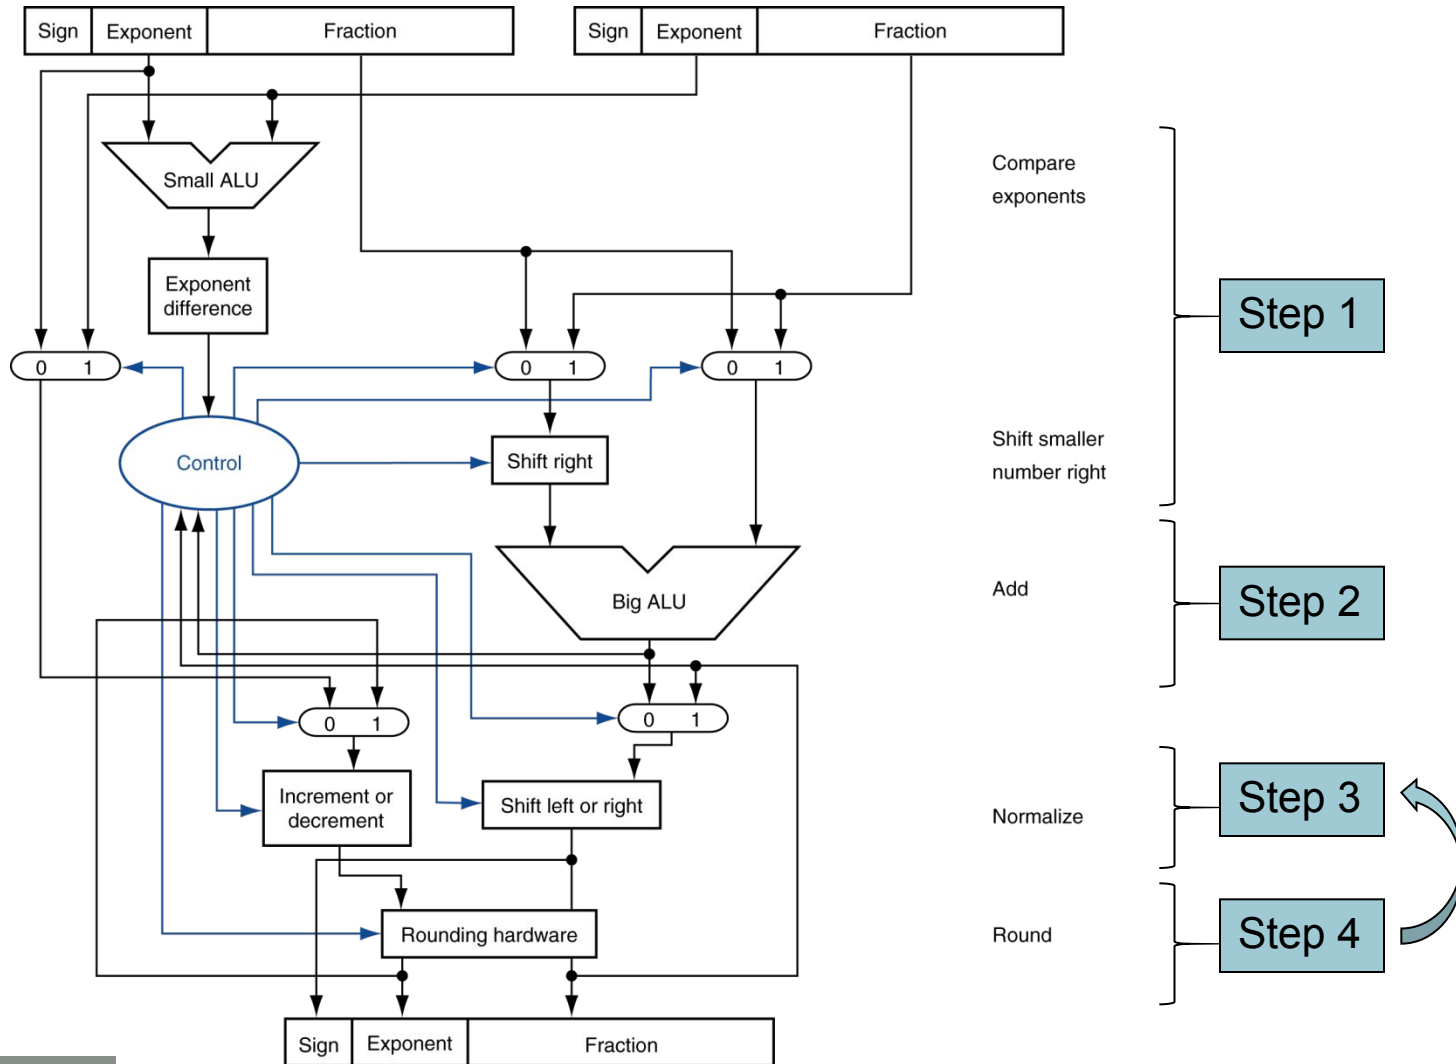 Sign Exponent Fraction
Sign Exponent Fraction
Small ALU
Compare
exponents
Exponent
difference
Step 1
0 1
0 1
0 1
Control
Shift right
Shift smaller
number right
Big ALU
Add
Step 2
0 1
0 1
Increment or
decrement
Shift left or right
Normalize
Step 3
Rounding hardware
Round
Step 4
Sign Exponent Fraction